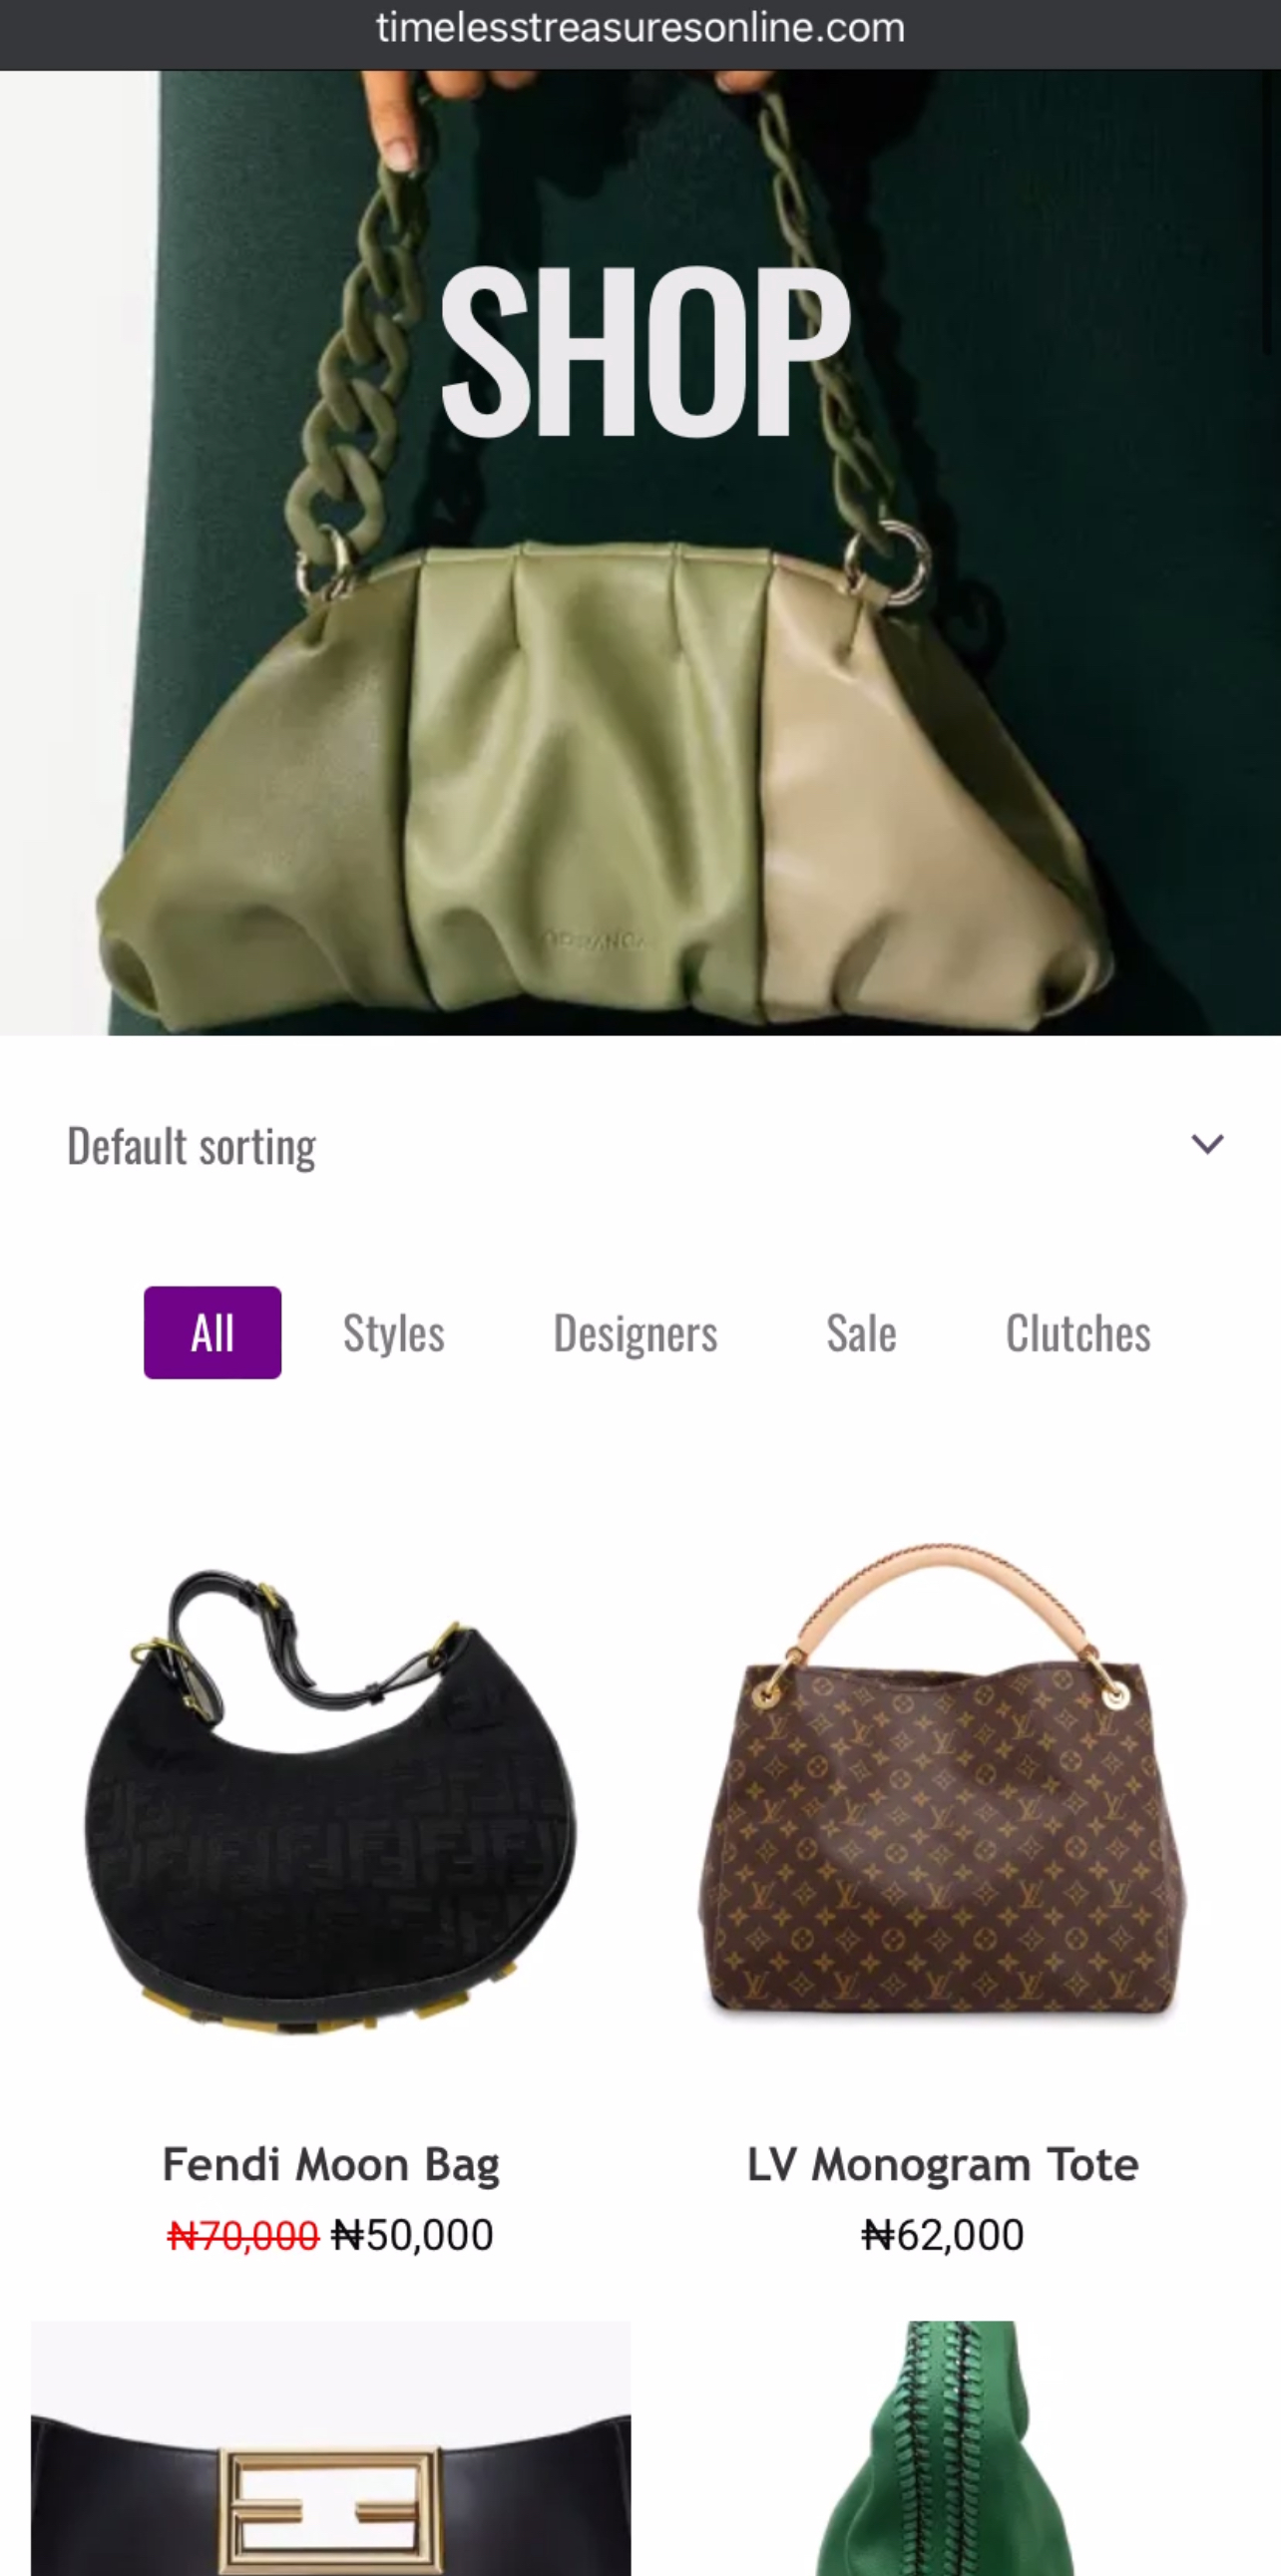 timelesstreasuresonline.com
SHOP
Default sorting
All Styles Designers Sale Clutches
Fendi Moon Bag
₦70,000 ₦50,000
LV Monogram Tote
₦62,000